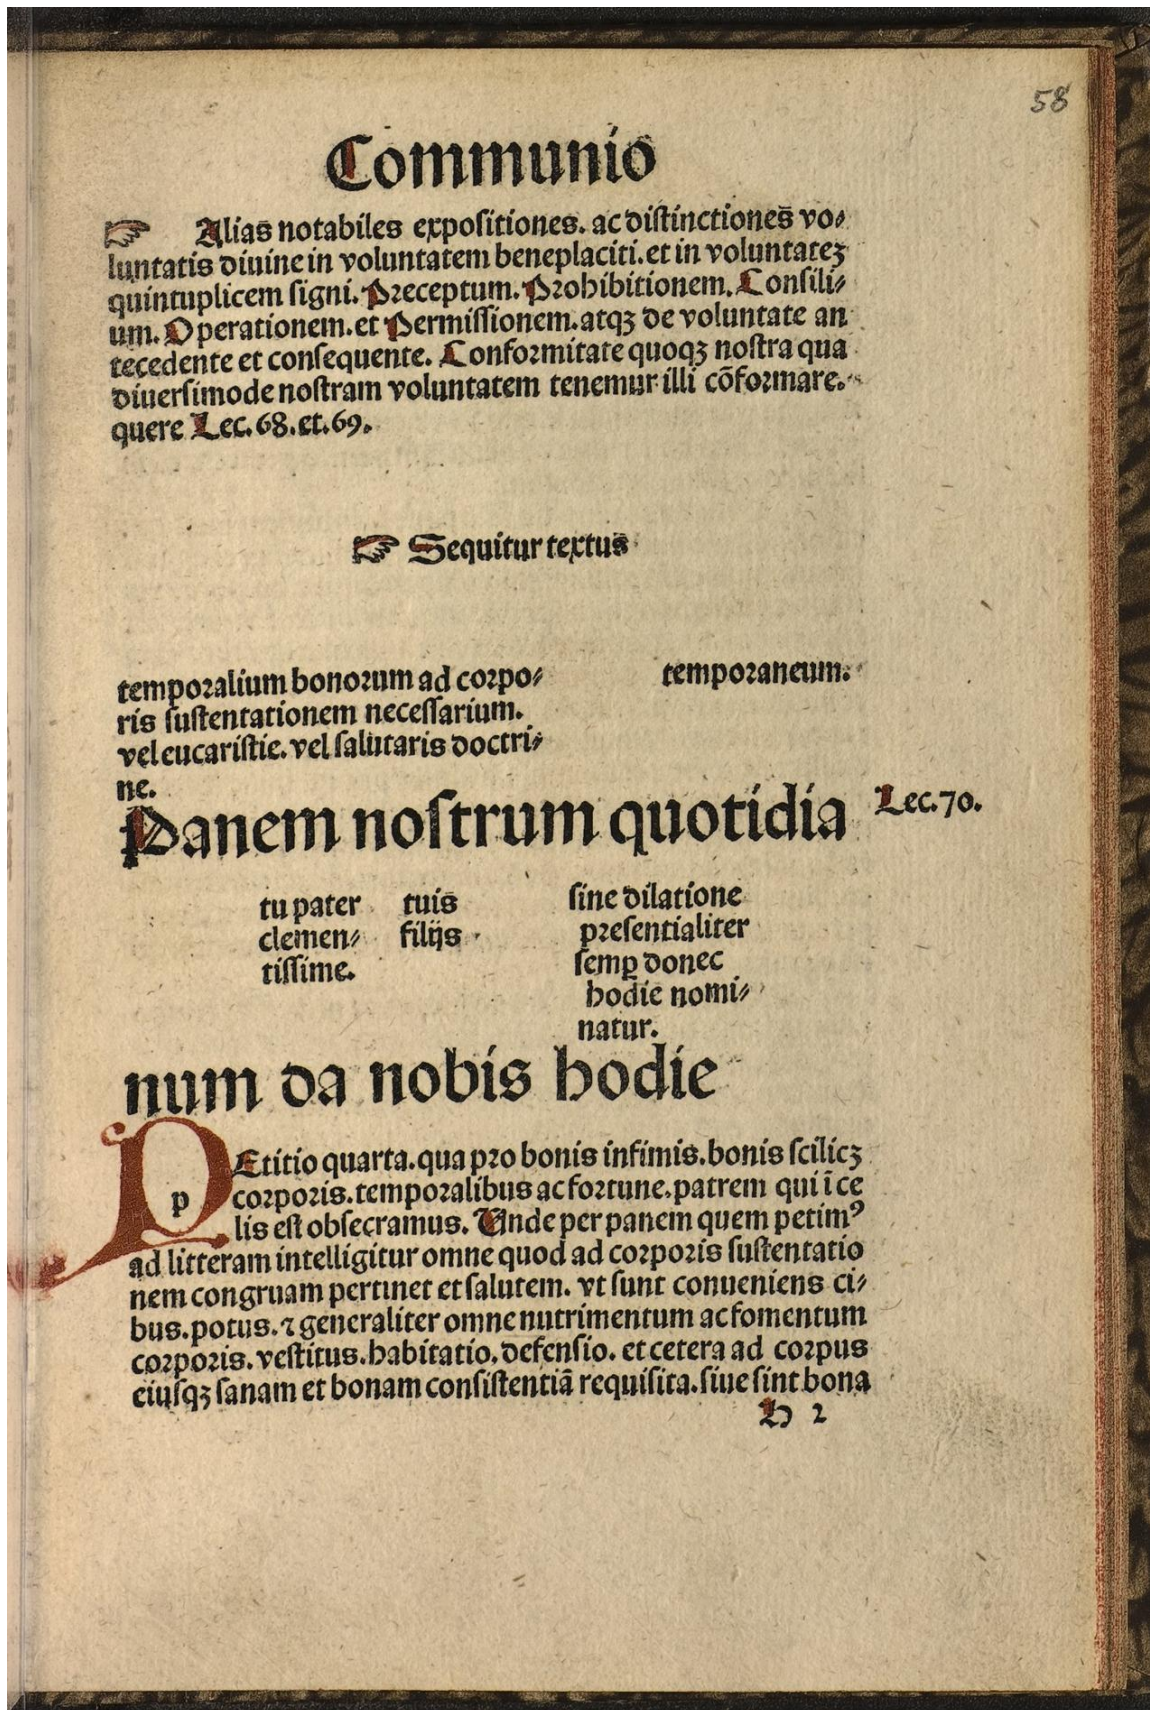 58
Communio
☞ Alias notabiles expositiones. ac distinctiones vo⸗
luntatis diuine in voluntatem beneplaciti. et in voluntateꝫ
quintuplicem signi. Preceptum. Prohibitionem. Consili⸗
um. Operationem. et Permissionem. atqꝫ de voluntate an
tecedente et consequente. Conformitate quoqꝫ nostra qua
diuersimode nostram voluntatem tenemur illi cōformare.
quere Lec. 68. et. 69.
☞ Sequitur textus
temporalium bonorum ad corpo⸗ temporaneum.
ris sustentationem necessarium.
vel eucaristie. vel salutaris doctri⸗
ne.
Panem nostrum quotidia Lec. 70.
tu pater tuis sine dilatione
clemen⸗ filijs presentialiter
tissime. semꝑ donec
hodie nomi⸗
natur.
num da nobis hodie
PEtitio quarta. qua pro bonis infimis. bonis scilicꝫ
p corporis. temporalibus ac fortune. patrem qui ī ce
lis est obsecramus. Unde per panem quem petimꝰ
ad litteram intelligitur omne quod ad corporis sustentatio
nem congruam pertinet et salutem. vt sunt conueniens ci⸗
bus. potus. ⁊ generaliter omne nutrimentum ac fomentum
corporis. vestitus. habitatio. defensio. et cetera ad corpus
eiusqꝫ sanam et bonam consistentiā requisita. siue sint bona
H 2